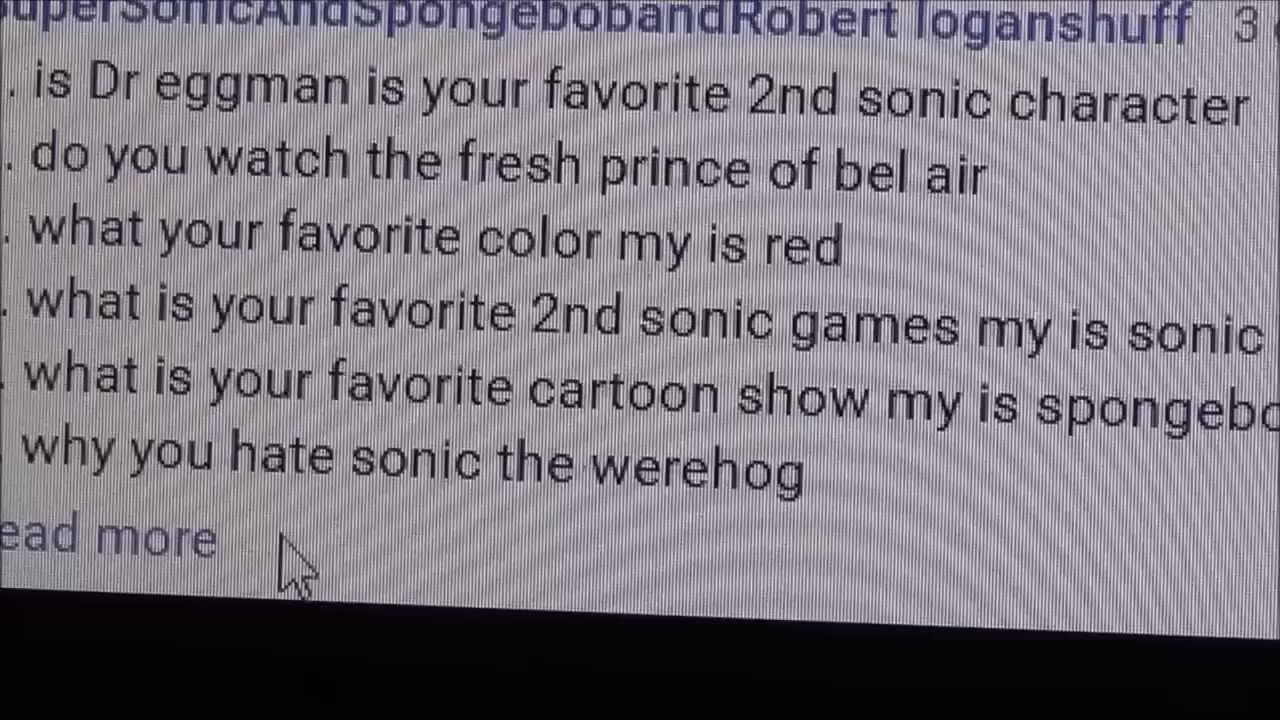 uperSonicAndSpongebobandRobert loganshuff 3
. is Dr eggman is your favorite 2nd sonic character
. do you watch the fresh prince of bel air
. what your favorite color my is red
. what is your favorite 2nd sonic games my is sonic
. what is your favorite cartoon show my is spongebo
why you hate sonic the werehog
ead more